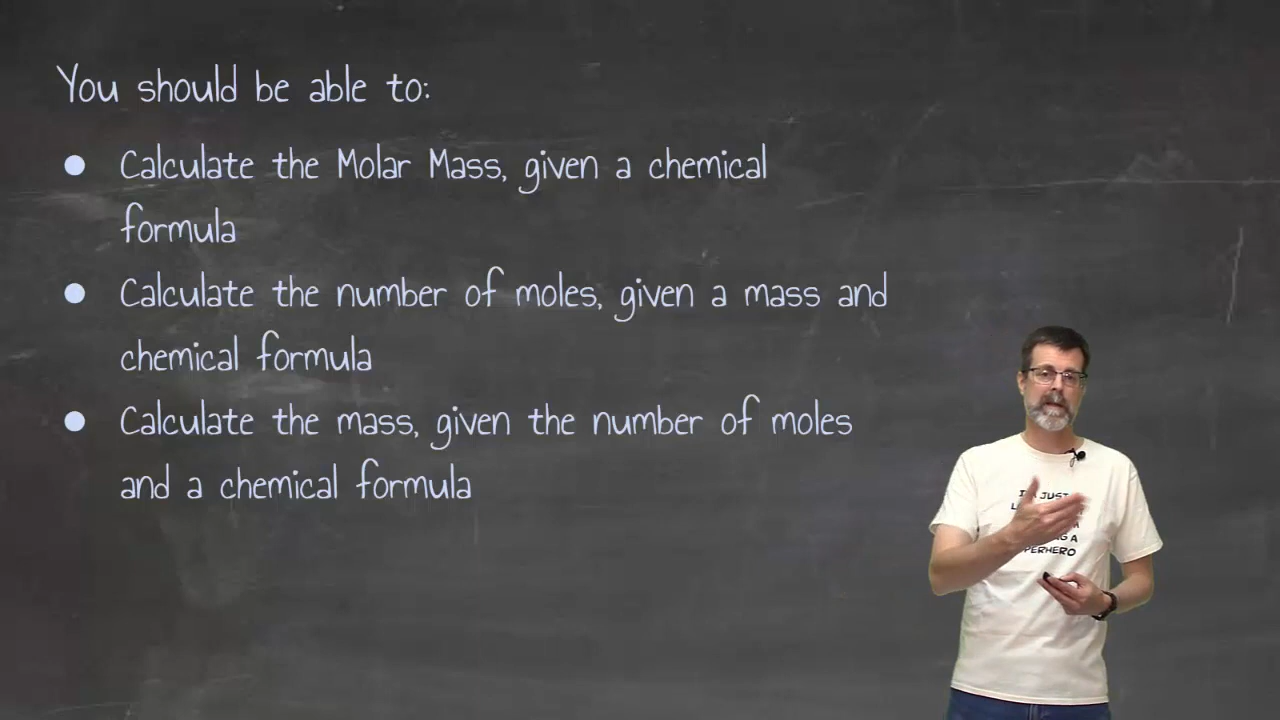 You should be able to:
● Calculate the Molar Mass, given a chemical
formula
● Calculate the number of moles, given a mass and
chemical formula
● Calculate the mass, given the number of moles
and a chemical formula
JUST
A